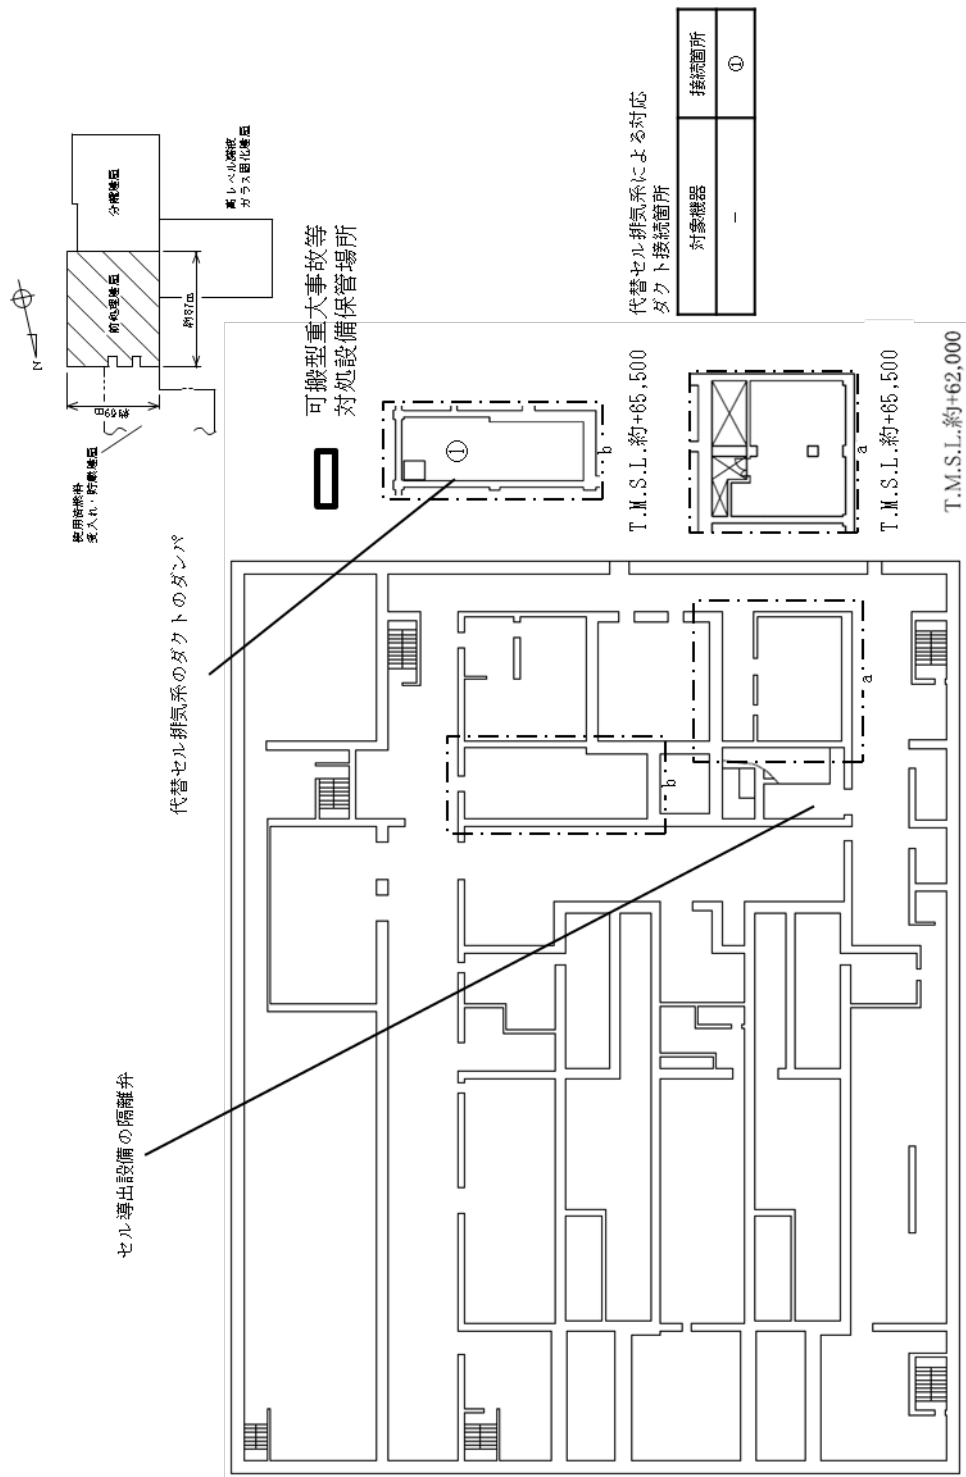 N
使用済燃料
受入れ・貯蔵建屋
約69m
前処理建屋
約87m
分離建屋
高レベル廃液
ガラス固化建屋
可搬型重大事故等
対処設備保管場所
代替セル排気系による対応
ダクト接続箇所
対象機器
接続箇所
－
①
代替セル排気系のダクトのダンパ
セル導出設備の隔離弁
①
b
T.M.S.L.約+65,500
a
T.M.S.L.約+65,500
b
a
T.M.S.L.約+62,000